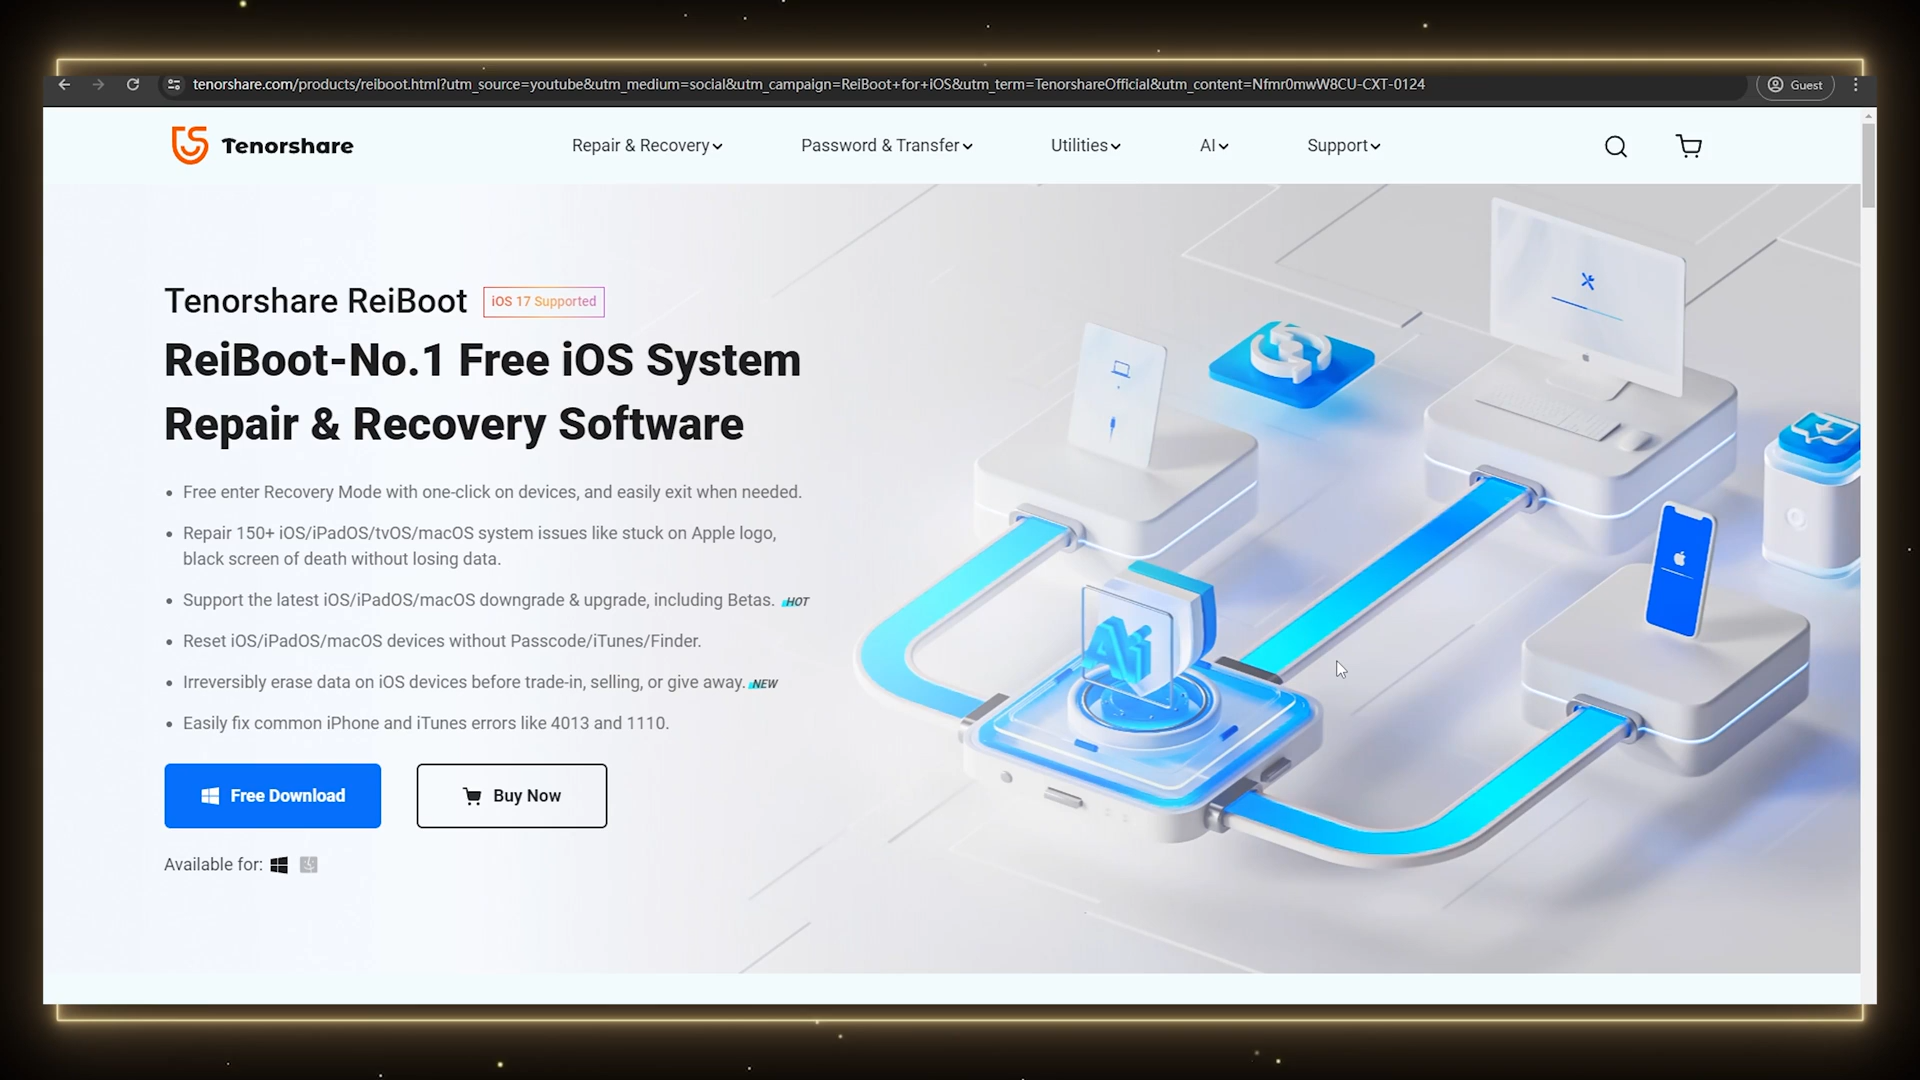 tenorshare.com/products/reiboot.html?utm_source=youtube&utm_medium=social&utm_campaign=ReiBoot+for+iOS&utm_term=TenorshareOfficial&utm_content=Nfmr0mwW8CU-CXT-0124
Guest
Tenorshare
Repair & Recovery
Password & Transfer
Utilities
AI
Support
Tenorshare ReiBoot
iOS 17 Supported
ReiBoot-No.1 Free iOS System
Repair & Recovery Software
Free enter Recovery Mode with one-click on devices, and easily exit when needed.
Repair 150+ iOS/iPadOS/tvOS/macOS system issues like stuck on Apple logo,
black screen of death without losing data.
Support the latest iOS/iPadOS/macOS downgrade & upgrade, including Betas. HOT
Reset iOS/iPadOS/macOS devices without Passcode/iTunes/Finder.
Irreversibly erase data on iOS devices before trade-in, selling, or give away. NEW
Easily fix common iPhone and iTunes errors like 4013 and 1110.
Free Download
Buy Now
Available for:
Ai